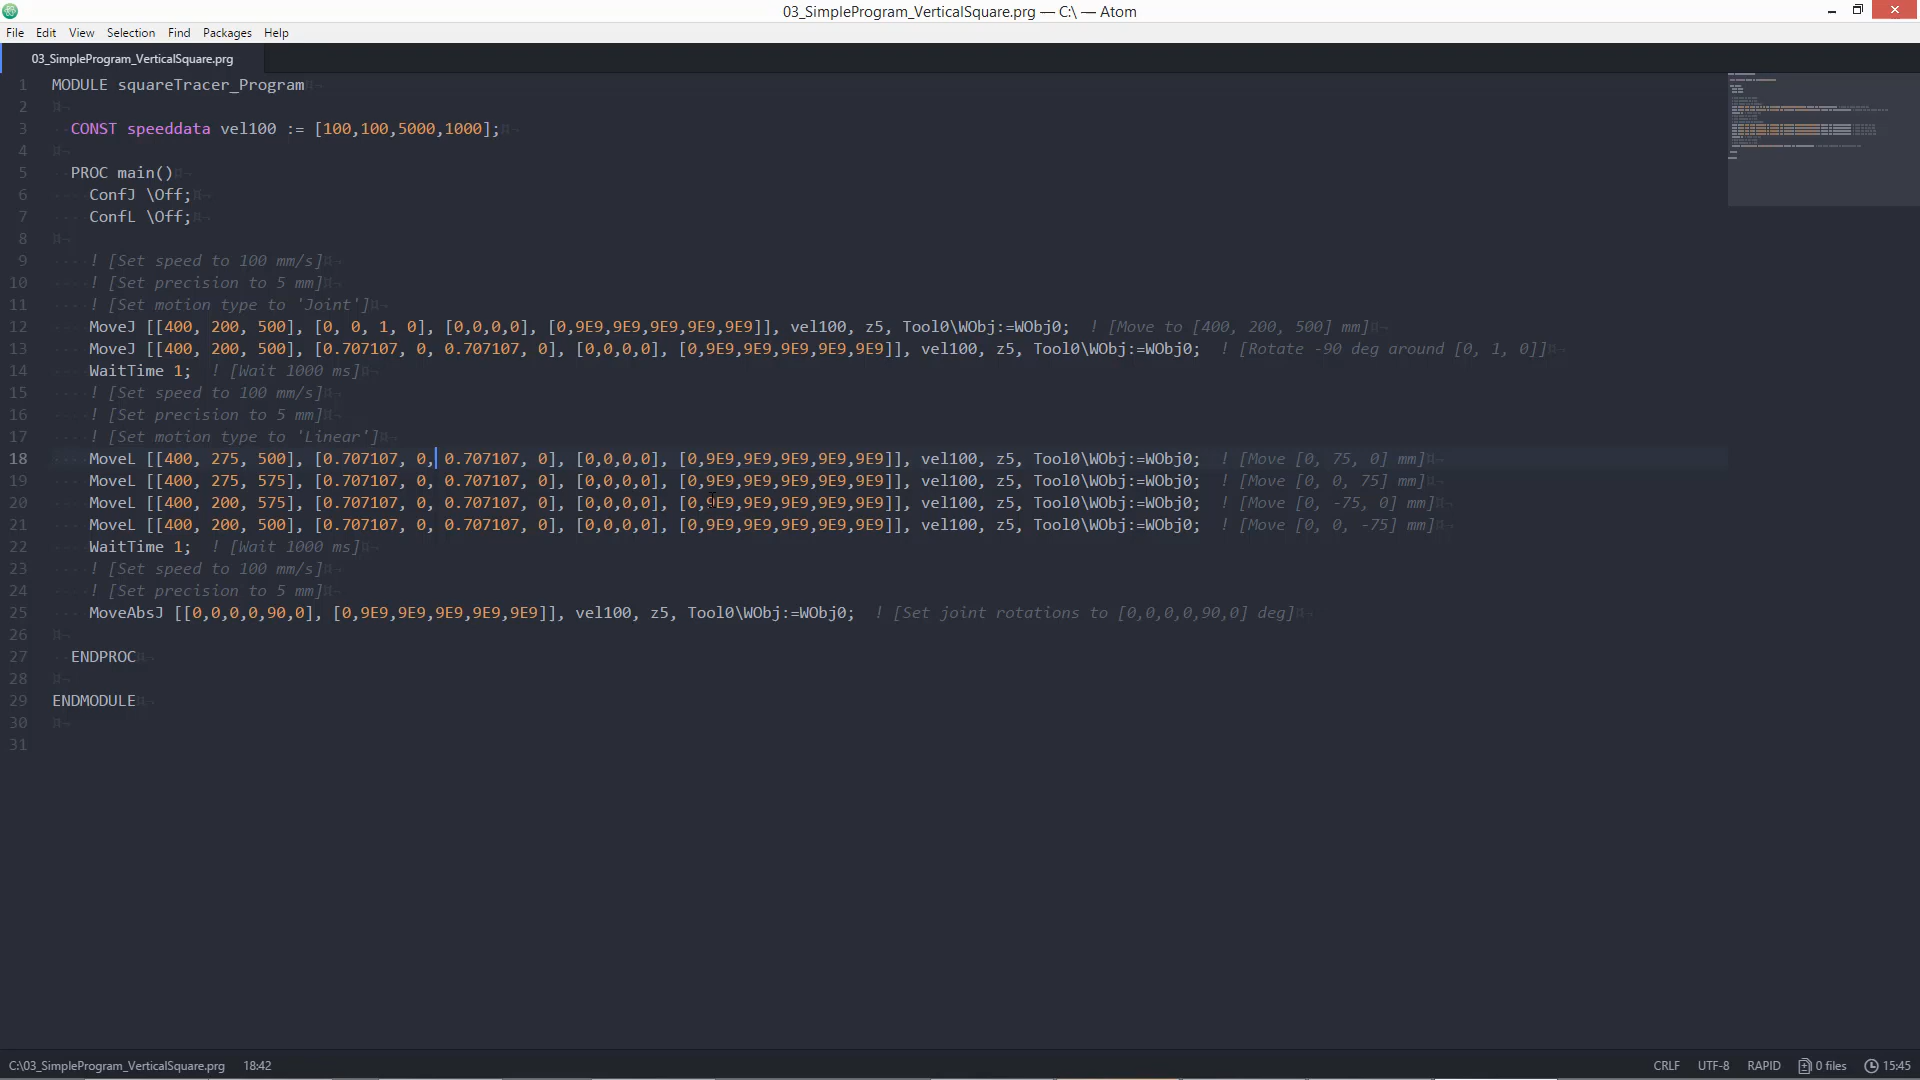 03_SimpleProgram_VerticalSquare.prg — C:\ — Atom
File Edit View Selection Find Packages Help
03_SimpleProgram_VerticalSquare.prg
1 MODULE squareTracer_Program
2
3 CONST speeddata vel100 := [100,100,5000,1000];
4
5 PROC main()
6 ConfJ \Off;
7 ConfL \Off;
8
9 ! [Set speed to 100 mm/s]
10 ! [Set precision to 5 mm]
11 ! [Set motion type to 'Joint']
12 MoveJ [[400, 200, 500], [0, 0, 1, 0], [0,0,0,0], [0,9E9,9E9,9E9,9E9,9E9]], vel100, z5, Tool0\WObj:=WObj0; ! [Move to [400, 200, 500] mm]
13 MoveJ [[400, 200, 500], [0.707107, 0, 0.707107, 0], [0,0,0,0], [0,9E9,9E9,9E9,9E9,9E9]], vel100, z5, Tool0\WObj:=WObj0; ! [Rotate -90 deg around [0, 1, 0]]
14 WaitTime 1; ! [Wait 1000 ms]
15 ! [Set speed to 100 mm/s]
16 ! [Set precision to 5 mm]
17 ! [Set motion type to 'Linear']
18 MoveL [[400, 275, 500], [0.707107, 0, 0.707107, 0], [0,0,0,0], [0,9E9,9E9,9E9,9E9,9E9]], vel100, z5, Tool0\WObj:=WObj0; ! [Move [0, 75, 0] mm]
19 MoveL [[400, 275, 575], [0.707107, 0, 0.707107, 0], [0,0,0,0], [0,9E9,9E9,9E9,9E9,9E9]], vel100, z5, Tool0\WObj:=WObj0; ! [Move [0, 0, 75] mm]
20 MoveL [[400, 200, 575], [0.707107, 0, 0.707107, 0], [0,0,0,0], [0,9E9,9E9,9E9,9E9,9E9]], vel100, z5, Tool0\WObj:=WObj0; ! [Move [0, -75, 0] mm]
21 MoveL [[400, 200, 500], [0.707107, 0, 0.707107, 0], [0,0,0,0], [0,9E9,9E9,9E9,9E9,9E9]], vel100, z5, Tool0\WObj:=WObj0; ! [Move [0, 0, -75] mm]
22 WaitTime 1; ! [Wait 1000 ms]
23 ! [Set speed to 100 mm/s]
24 ! [Set precision to 5 mm]
25 MoveAbsJ [[0,0,0,0,90,0], [0,9E9,9E9,9E9,9E9,9E9]], vel100, z5, Tool0\WObj:=WObj0; ! [Set joint rotations to [0,0,0,0,90,0] deg]
26
27 ENDPROC
28
29 ENDMODULE
30
31
C:\03_SimpleProgram_VerticalSquare.prg 18:42 CRLF UTF-8 RAPID 0 files 15:45